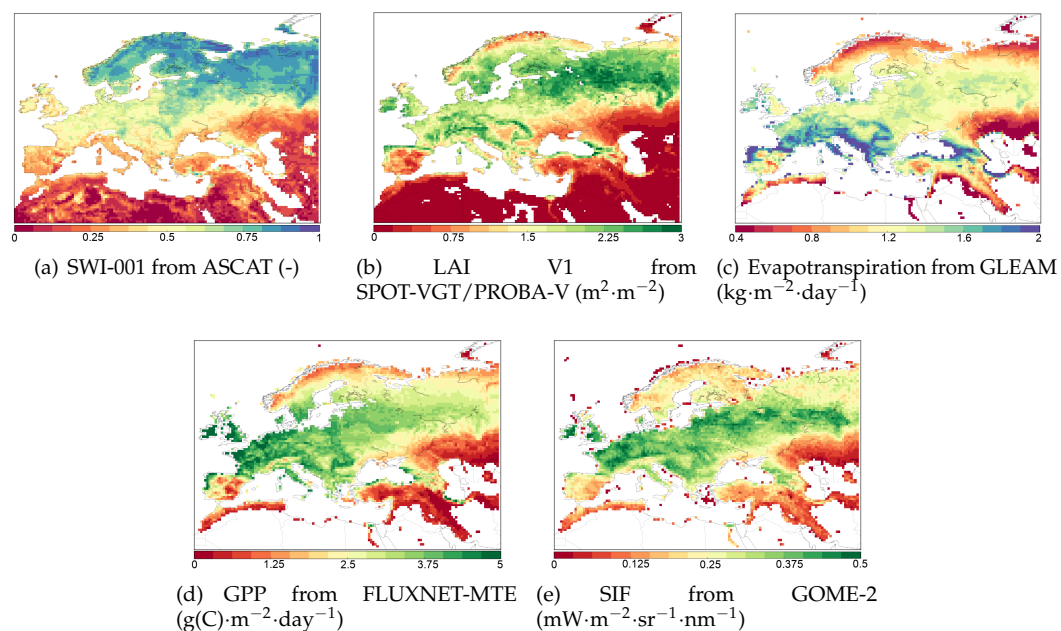 0 0.25 0.5 0.75 1
0 0.75 1.5 2.25 3
0.4 0.8 1.2 1.6 2
(a) SWI-001 from ASCAT (-)
(b) LAI V1 from
SPOT-VGT/PROBA-V (m²·m⁻²)
(c) Evapotranspiration from GLEAM
(kg·m⁻²·day⁻¹)
0 1.25 2.5 3.75 5
0 0.125 0.25 0.375 0.5
(d) GPP from FLUXNET-MTE
(g(C)·m⁻²·day⁻¹)
(e) SIF from GOME-2
(mW·m⁻²·sr⁻¹·nm⁻¹)